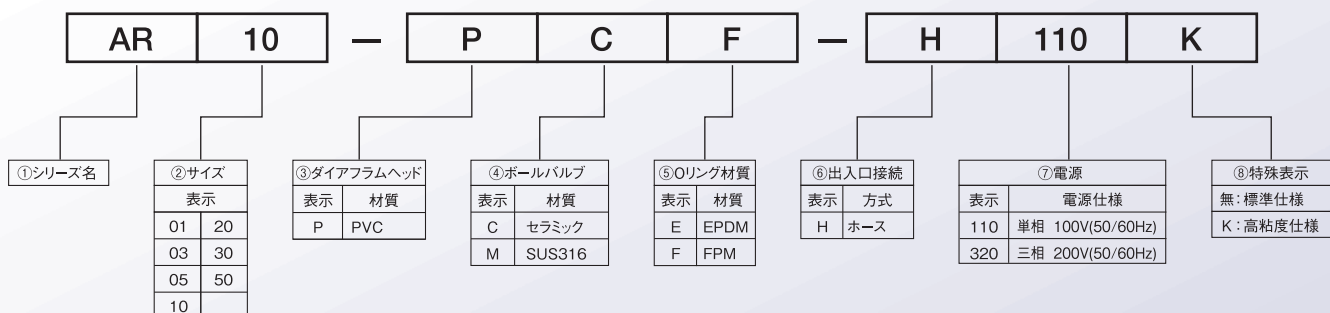 AR 10 — P C F — H 110 K
①シリーズ名
②サイズ
表示
01 20
03 30
05 50
10
③ダイアフラムヘッド
表示 材質
P PVC
④ボールバルブ
表示 材質
C セラミック
M SUS316
⑤Oリング材質
表示 材質
E EPDM
F FPM
⑥出入口接続
表示 方式
H ホース
⑦電源
表示 電源仕様
110 単相 100V(50/60Hz)
320 三相 200V(50/60Hz)
⑧特殊表示
無:標準仕様
K:高粘度仕様